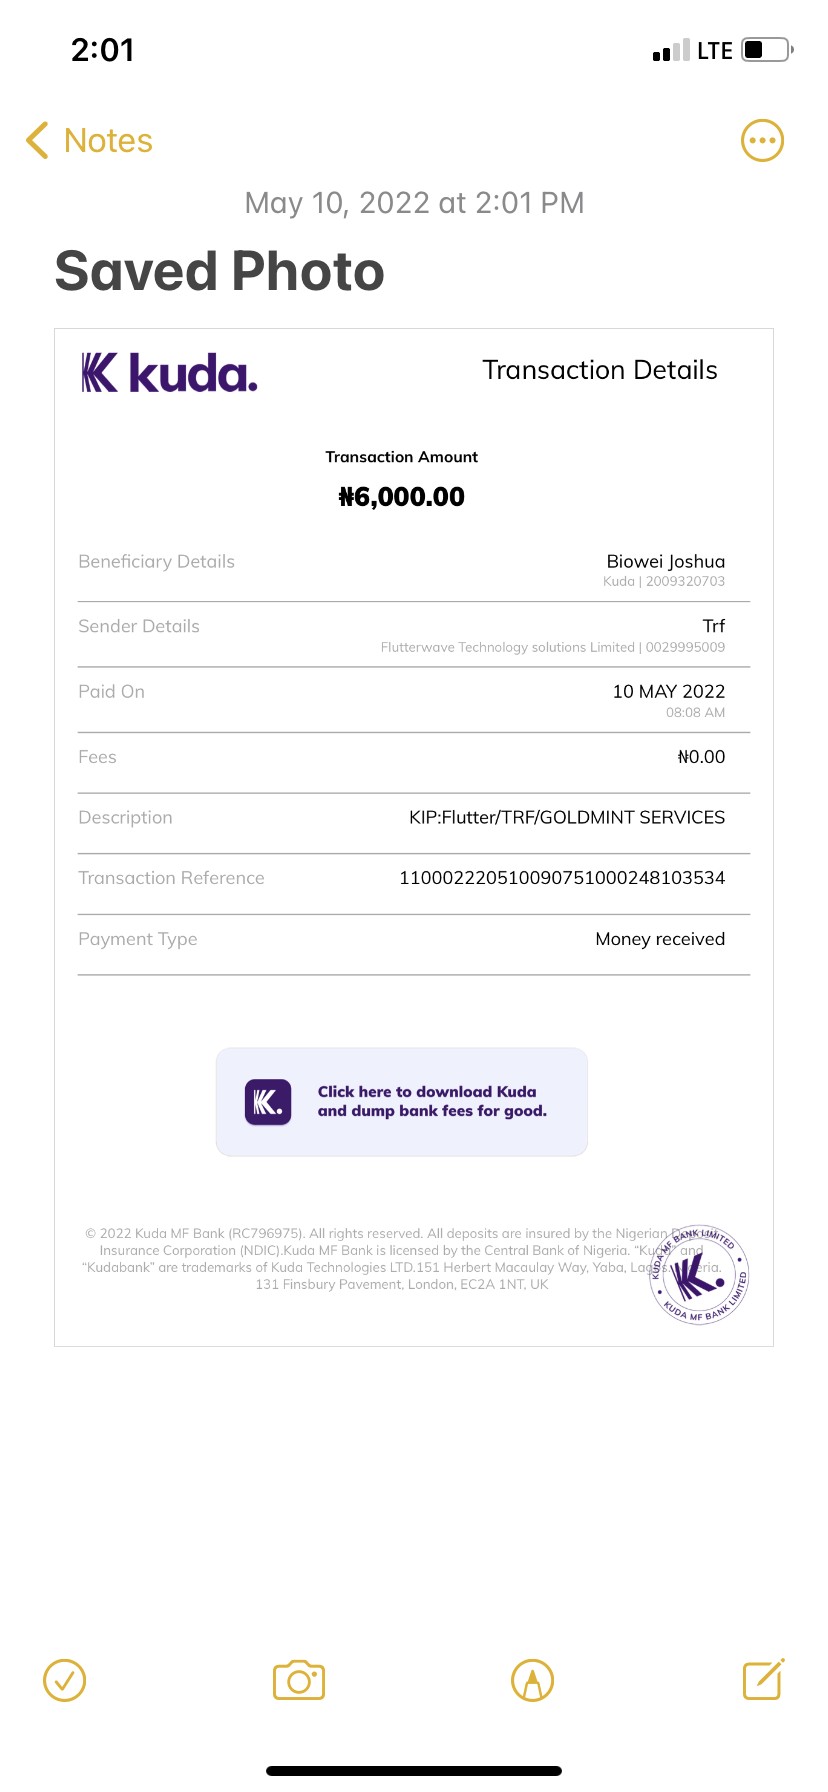 2:01
LTE
Notes
May 10, 2022 at 2:01 PM
Saved Photo
kuda.
Transaction Details
Transaction Amount
₦6,000.00
Beneficiary Details
Biowei Joshua
Kuda | 2009320703
Sender Details
Trf
Flutterwave Technology solutions Limited | 0029995009
Paid On
10 MAY 2022
08:08 AM
Fees
₦0.00
Description
KIP:Flutter/TRF/GOLDMINT SERVICES
Transaction Reference
110002220510090751000248103534
Payment Type
Money received
K.
Click here to download Kuda
and dump bank fees for good.
© 2022 Kuda MF Bank (RC796975). All rights reserved. All deposits are insured by the Nigerian
Insurance Corporation (NDIC).Kuda MF Bank is licensed by the Central Bank of Nigeria. “Kuda” and
“Kudabank” are trademarks of Kuda Technologies LTD.151 Herbert Macaulay Way, Yaba, Lagos, Nigeria.
131 Finsbury Pavement, London, EC2A 1NT, UK
KUDA MF BANK LIMITED
K.
KUDA MF BANK LIMITED